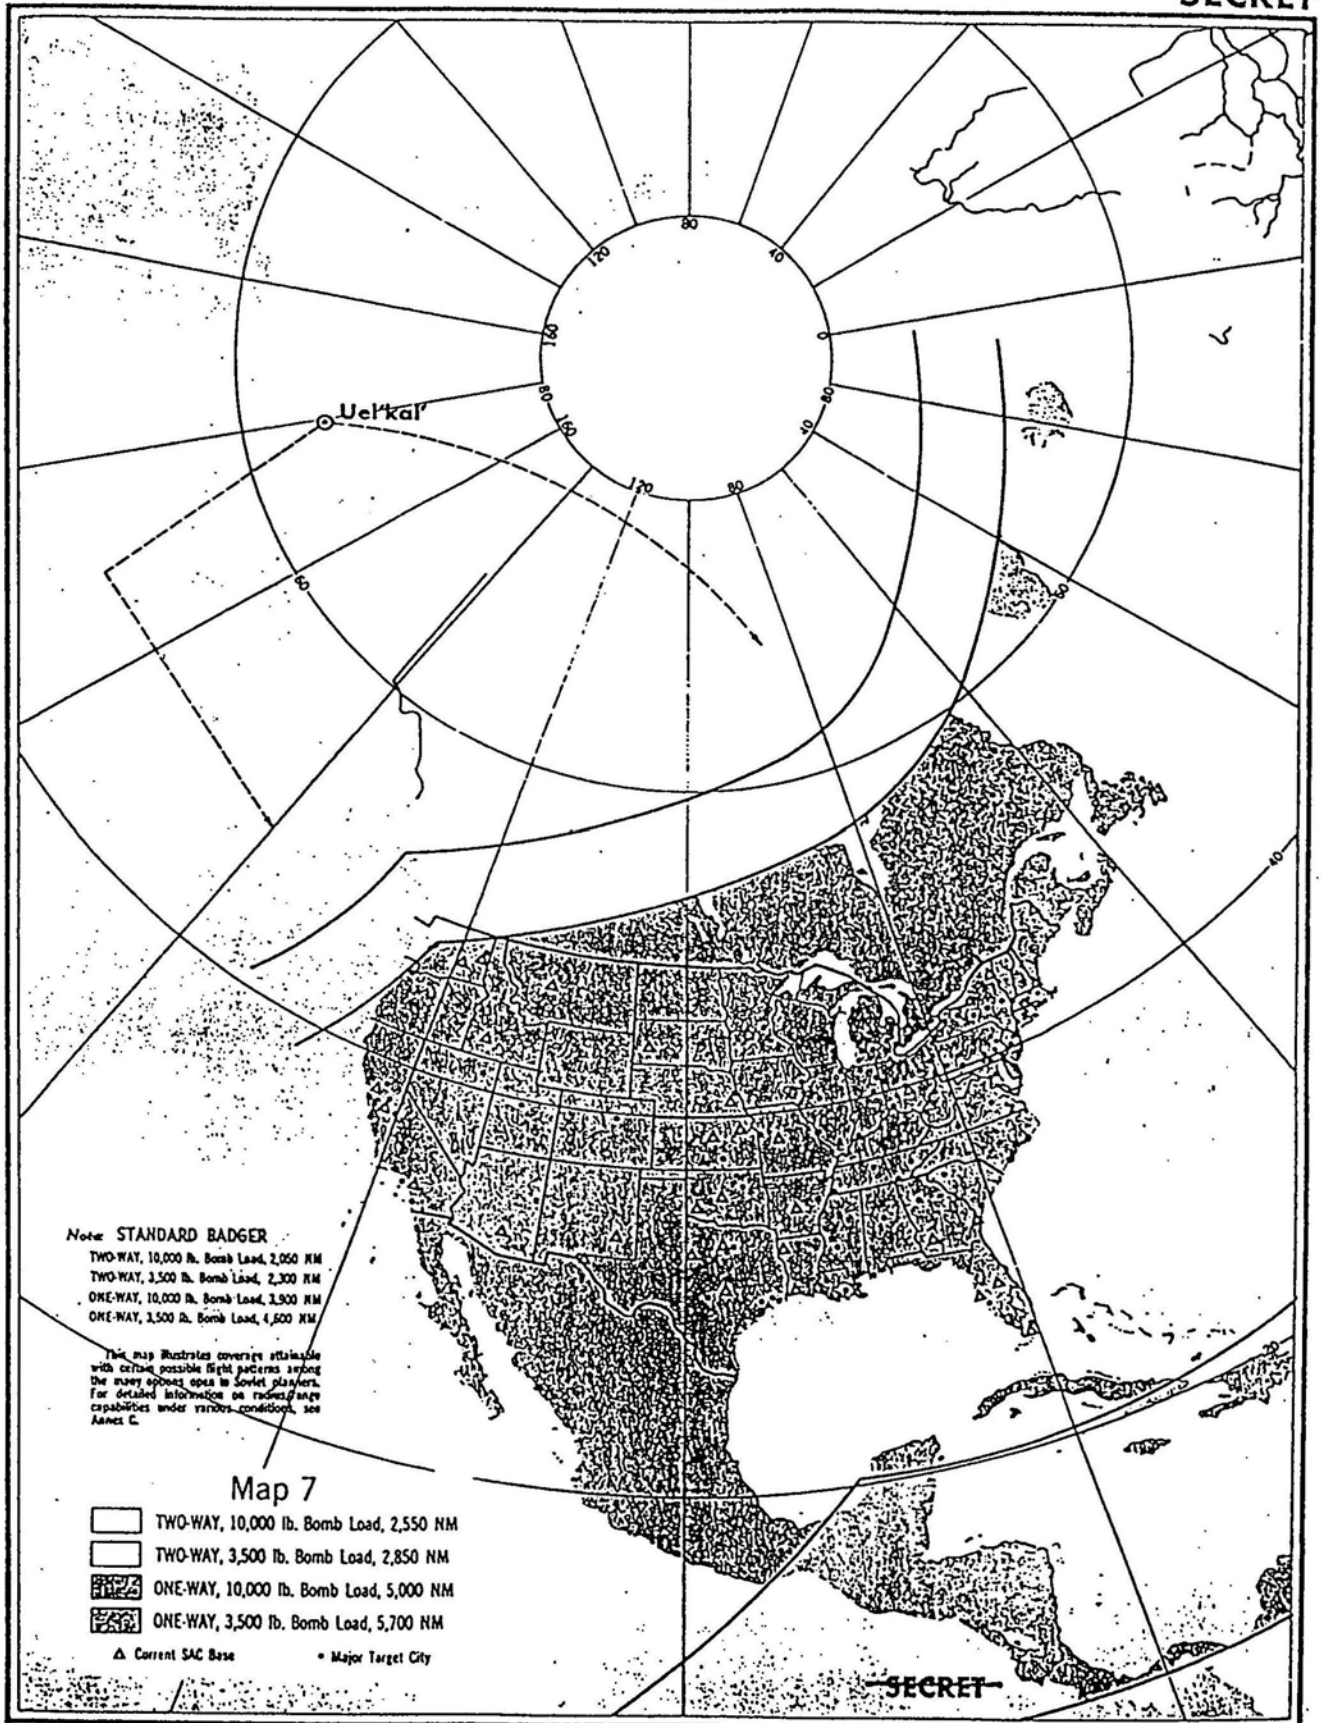 SECRET
80
120
40
160
0
Uel'kal'
80
80
160
40
120
80
60
60
40
Note: STANDARD BADGER
TWO-WAY, 10,000 lb. Bomb Load, 2,050 NM
TWO-WAY, 3,500 lb. Bomb Load, 2,300 NM
ONE-WAY, 10,000 lb. Bomb Load, 3,900 NM
ONE-WAY, 3,500 lb. Bomb Load, 4,600 NM
This map illustrates coverage attainable
with certain possible flight patterns among
the many options open to Soviet planners.
For detailed information on radius/range
capabilities under various conditions, see
Annex C.
20
Map 7
TWO-WAY, 10,000 lb. Bomb Load, 2,550 NM
TWO-WAY, 3,500 lb. Bomb Load, 2,850 NM
ONE-WAY, 10,000 lb. Bomb Load, 5,000 NM
ONE-WAY, 3,500 lb. Bomb Load, 5,700 NM
Current SAC Base
Major Target City
SECRET